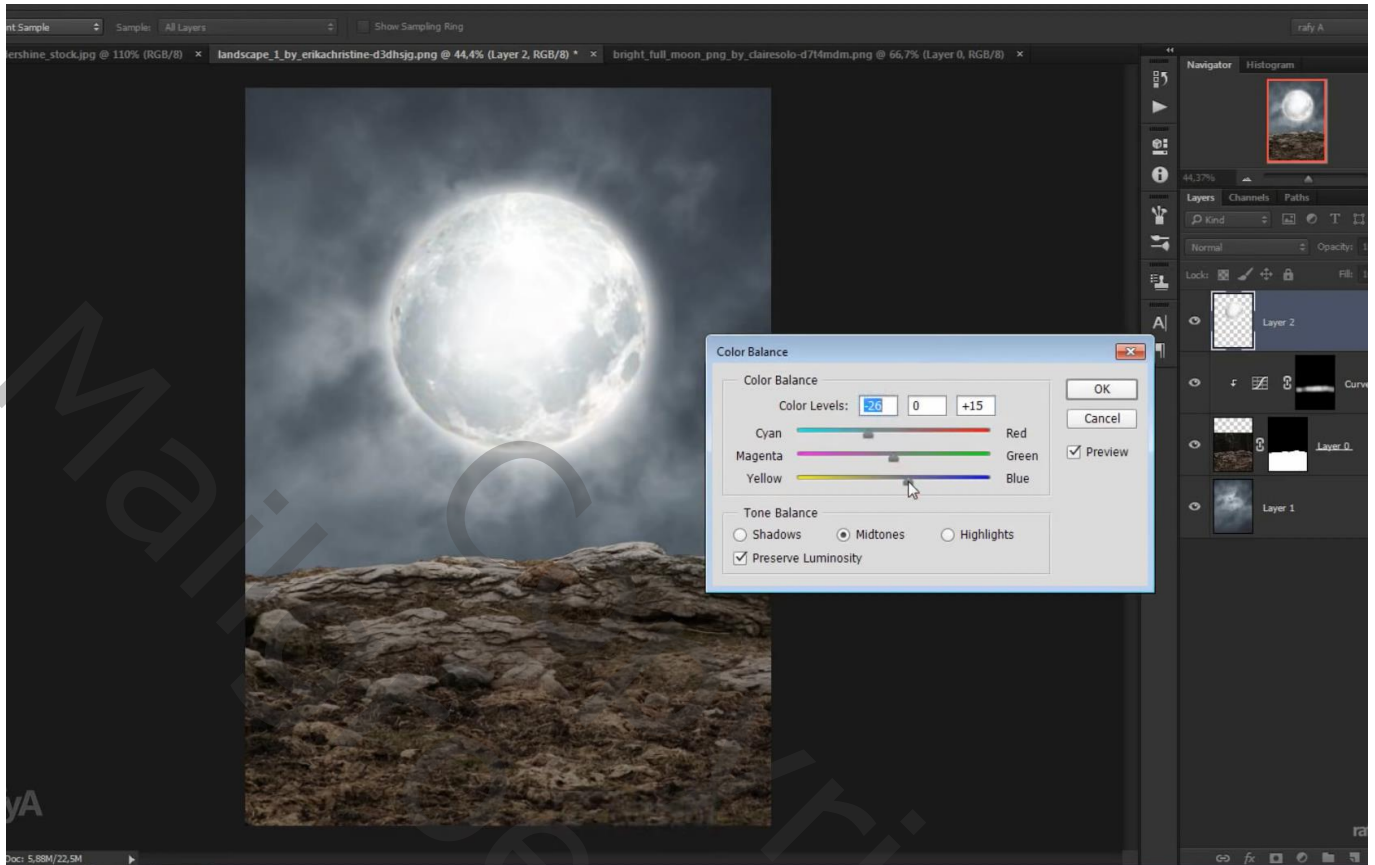 nt Sample Sample: All Layers Show Sampling Ring rafy A
lershine_stock.jpg @ 110% (RGB/8) × landscape_1_by_erikachristine-d3dhsjg.png @ 44,4% (Layer 2, RGB/8) * × bright_full_moon_png_by_clairesolo-d7t4mdm.png @ 66,7% (Layer 0, RGB/8) ×
Navigator Histogram
44,37%
Layers Channels Paths
Kind
Normal Opacity: 1
Lock: Fill: 1
Layer 2
Curve
Layer 0
Layer 1
Color Balance
Color Balance
Color Levels: -26 0 +15
Cyan Red
Magenta Green
Yellow Blue
Tone Balance
Shadows Midtones Highlights
Preserve Luminosity
OK
Cancel
Preview
yA
ra
Doc: 5,88M/22,5M